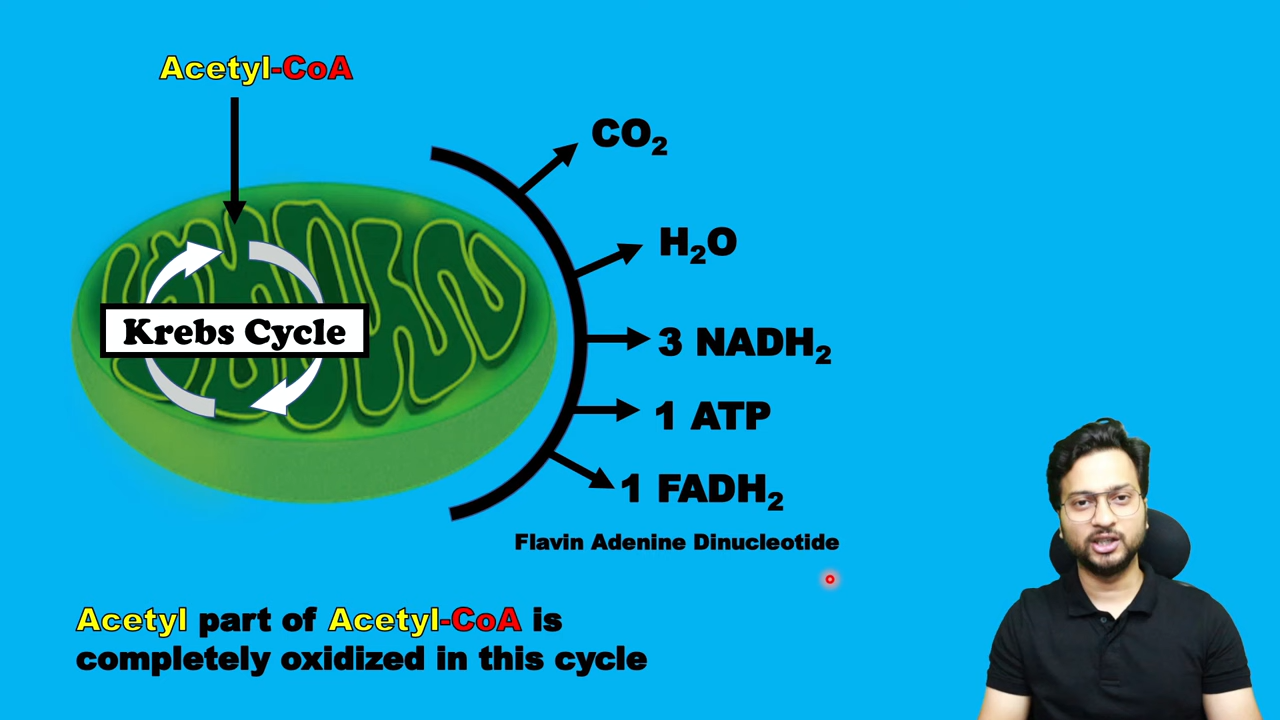 Acetyl-CoA
CO₂
H₂O
Krebs Cycle
3 NADH₂
1 ATP
1 FADH₂
Flavin Adenine Dinucleotide
Acetyl part of Acetyl-CoA is
completely oxidized in this cycle